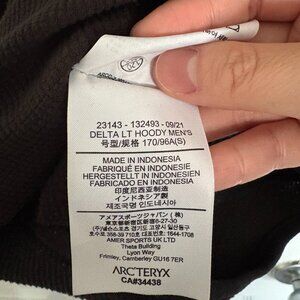 23143 - 132493 - 09/21
DELTA LT HOODY MEN'S
号型/规格 170/96A(S)
MADE IN INDONESIA
FABRIQUÉ EN INDONÉSIE
HERGESTELLT IN INDONESIEN
FABRICADO EN INDONESIA
印度尼西亚
インドネシア
제조국명 인도네시아
アメアスポーツジャパン(株)
AMER SPORTS UK LTD
Theta Building
Lyon Way
Frimley, Camberley GU16 7ER
ARC'TERYX
CA#34438